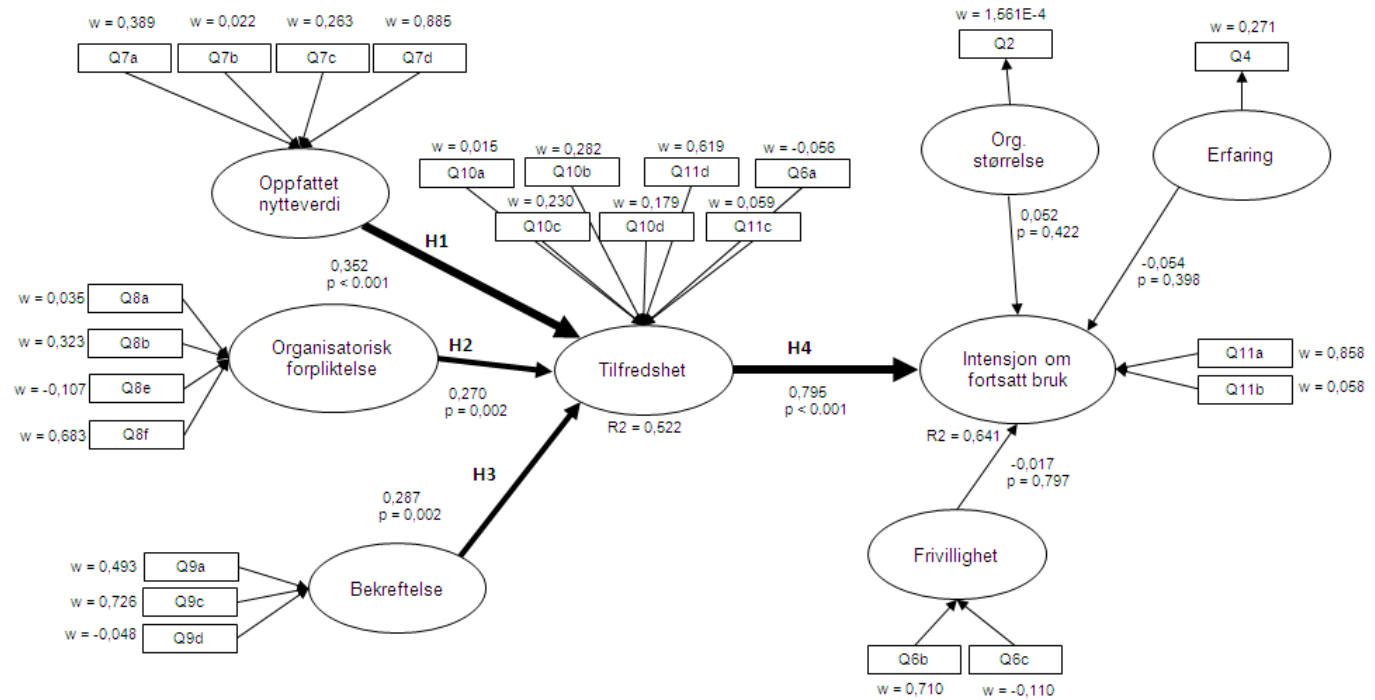 w = 0,389
w = 0,022
w = 0,263
w = 0,885
Q7a
Q7b
Q7c
Q7d
w = 1,561E-4
Q2
w = 0,271
Q4
Oppfattet
nytteverdi
w = 0,015
w = 0,282
w = 0,619
w = -0,056
Q10a
Q10b
Q11d
Q6a
w = 0,230
w = 0,179
w = 0,059
Q10c
Q10d
Q11c
Org.
størrelse
Erfaring
H1
0,352
p < 0.001
0,052
p = 0,422
-0,054
p = 0,398
w = 0,035
Q8a
w = 0,323
Q8b
w = -0,107
Q8e
w = 0,683
Q8f
Organisatorisk
forpliktelse
H2
0,270
p = 0,002
Tilfredshet
R2 = 0,522
H4
0,795
p < 0.001
Intensjon om
fortsatt bruk
R2 = 0,641
Q11a
w = 0,858
Q11b
w = 0,058
H3
0,287
p = 0,002
-0,017
p = 0,797
w = 0,493
Q9a
w = 0,726
Q9c
w = -0,048
Q9d
Bekreftelse
Frivillighet
Q6b
Q6c
w = 0,710
w = -0,110